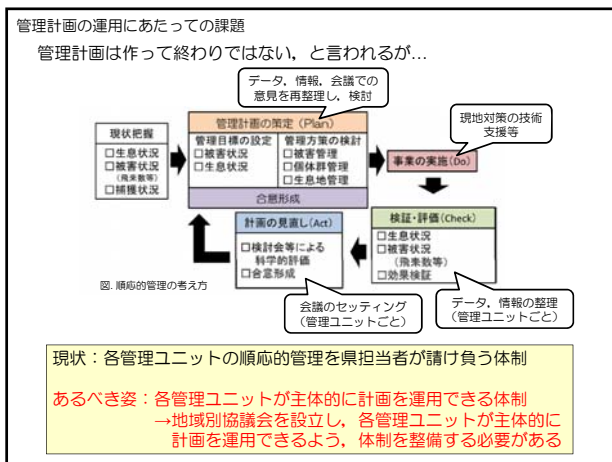 管理計画の運用にあたっての課題
管理計画は作って終わりではない，と言われるが…
データ，情報，会議での
意見を再整理し，検討
管理計画の策定(Plan)
現地対策の技術
支援等
現状把握
□生息状況
□被害状況
(飛来数等)
□捕獲状況
管理目標の設定
□被害状況
□生息状況
管理方策の検討
□被害管理
□個体群管理
□生息地管理
合意形成
事業の実施(Do)
計画の見直し(Act)
□検討会等による
科学的評価
□合意形成
検証・評価(Check)
□生息状況
□被害状況
(飛来数等)
□効果検証
図. 順応的管理の考え方
会議のセッティング
（管理ユニットごと）
データ，情報の整理
（管理ユニットごと）
現状：各管理ユニットの順応的管理を県担当者が請け負う体制
あるべき姿：各管理ユニットが主体的に計画を運用できる体制
→地域別協議会を設立し，各管理ユニットが主体的に
計画を運用できるよう，体制を整備する必要がある